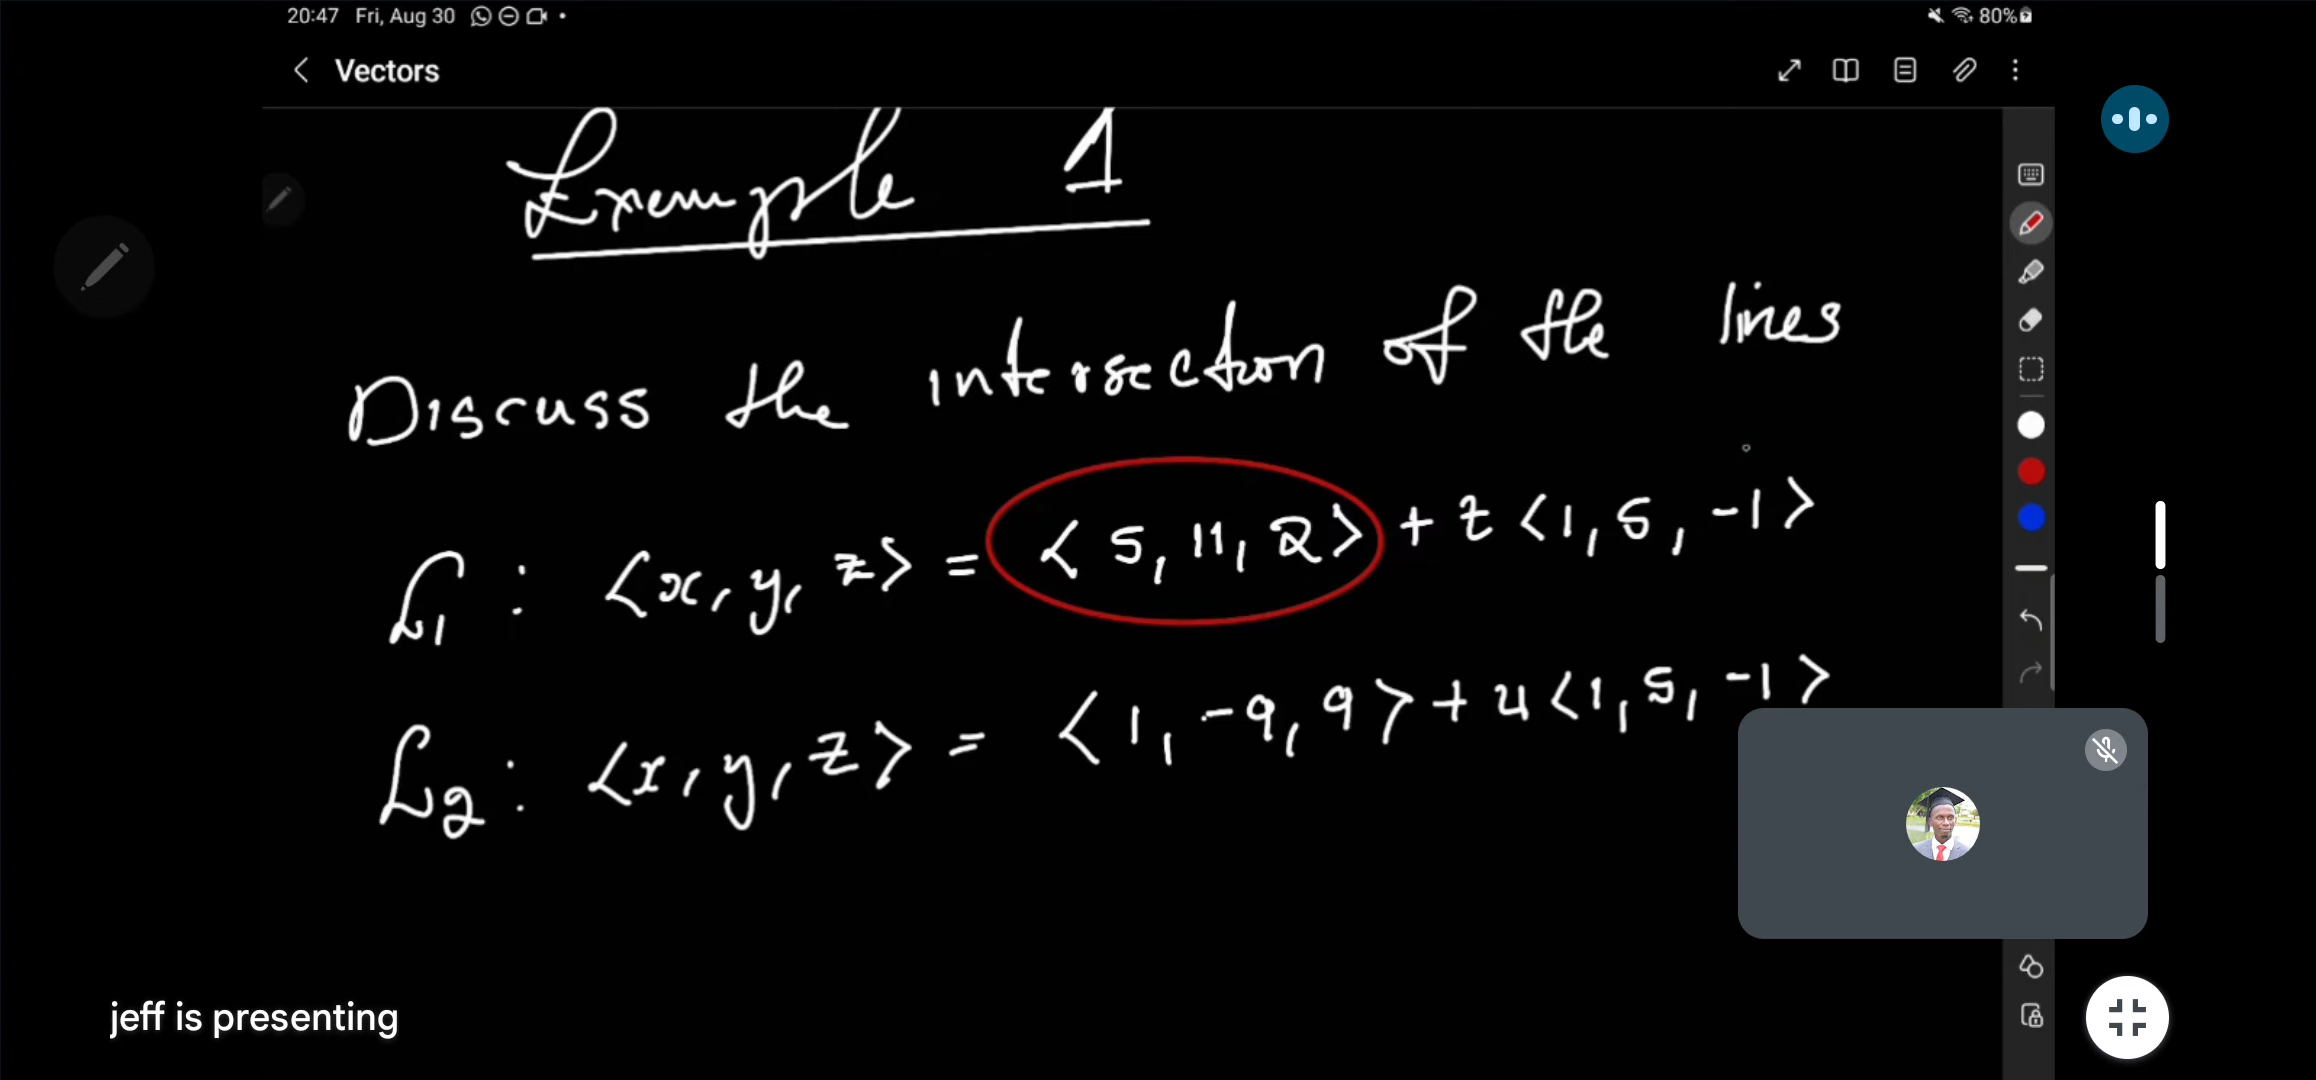 20:47 Fri, Aug 30
80%
Vectors
Example 1
Discuss the intersection of the lines
L1 : <x, y, z> = < 5, 11, 2> + t <1, 5, -1>
L2 : <x, y, z> = < 1, -9, 9 > + u <1, 5, -1 >
jeff is presenting